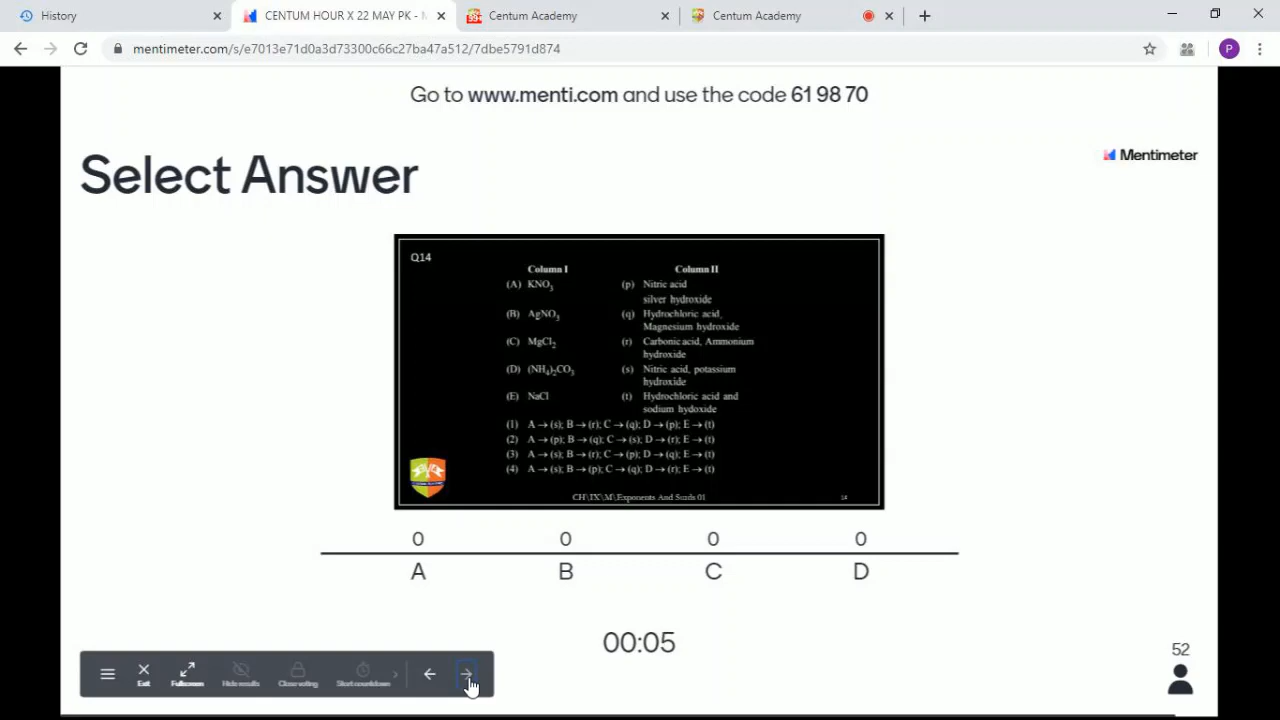 History
CENTUM HOUR X 22 MAY PK - M
Centum Academy
Centum Academy
mentimeter.com/s/e7013e71d0a3d73300c66c27ba47a512/7dbe5791d874
P
Go to www.menti.com and use the code 61 98 70
Mentimeter
Select Answer
Q14
Column I Column II
(A) KNO3 (p) Nitric acid
silver hydroxide
(B) AgNO3 (q) Hydrochloric acid,
Magnesium hydroxide
(C) MgCl2 (r) Carbonic acid, Ammonium
hydroxide
(D) (NH4)2CO3 (s) Nitric acid, potassium
hydroxide
(E) NaCl (t) Hydrochloric acid and
sodium hydoxide
(1) A → (s); B → (r); C → (q); D → (p); E → (t)
(2) A → (p); B → (q); C → (s); D → (r); E → (t)
(3) A → (s); B → (r); C → (p); D → (q); E → (t)
(4) A → (s); B → (p); C → (q); D → (r); E → (t)
CH\IX\M\Exponents And Surds 01 14
0 0 0 0
A B C D
00:05
52
Exit Fullscreen Hide results Close voting Start countdown